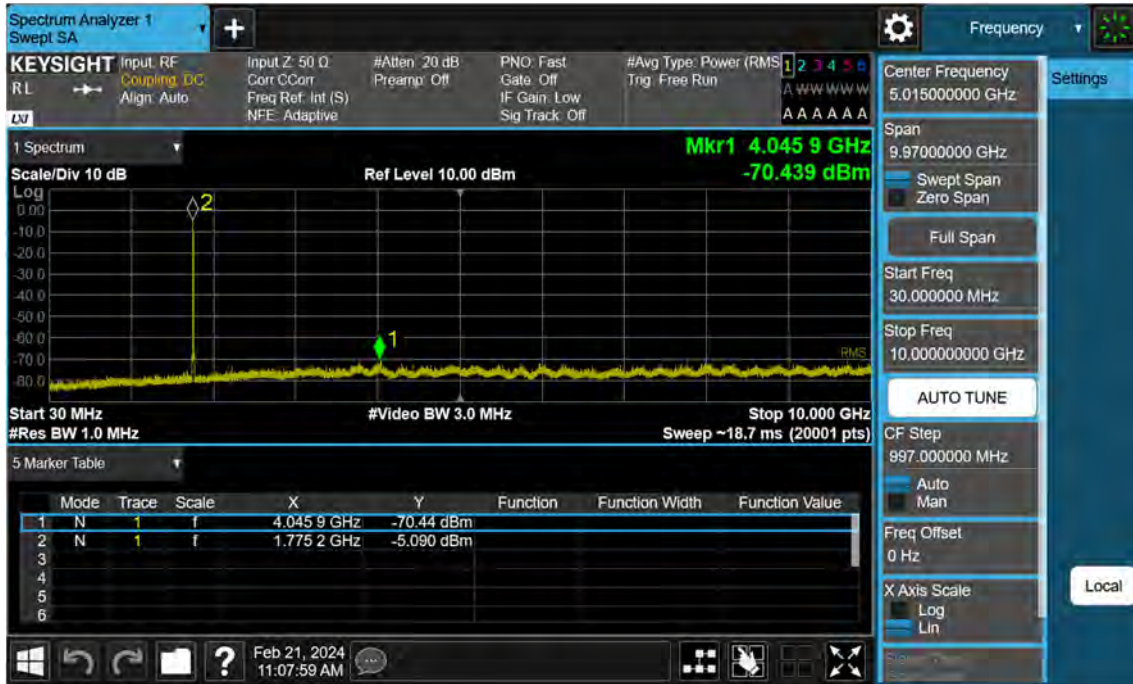 Spectrum Analyzer 1
Swept SA
+
Frequency
KEYSIGHT
RL
LXI
Input: RF
Coupling: DC
Align: Auto
Input Z: 50 Ω
Corr CCorr
Freq Ref: Int (S)
NFE: Adaptive
#Atten: 20 dB
Preamp: Off
PNO: Fast
Gate: Off
IF Gain: Low
Sig Track: Off
#Avg Type: Power (RMS
Trig: Free Run
1 2 3 4 5 6
A W W W W W
A A A A A A
1 Spectrum
Scale/Div 10 dB
Ref Level 10.00 dBm
Mkr1 4.045 9 GHz
-70.439 dBm
Log
0.00
-10.0
-20.0
-30.0
-40.0
-50.0
-60.0
-70.0
-80.0
2
1
RMS
Start 30 MHz
#Video BW 3.0 MHz
Stop 10.000 GHz
#Res BW 1.0 MHz
Sweep ~18.7 ms (20001 pts)
5 Marker Table
Mode Trace Scale X Y Function Function Width Function Value
1 N 1 f 4.045 9 GHz -70.44 dBm
2 N 1 f 1.775 2 GHz -5.090 dBm
3
4
5
6
?
Feb 21, 2024
11:07:59 AM
Center Frequency
5.015000000 GHz
Span
9.97000000 GHz
Swept Span
Zero Span
Full Span
Start Freq
30.000000 MHz
Stop Freq
10.000000000 GHz
AUTO TUNE
CF Step
997.000000 MHz
Auto
Man
Freq Offset
0 Hz
X Axis Scale
Log
Lin
Settings
Local